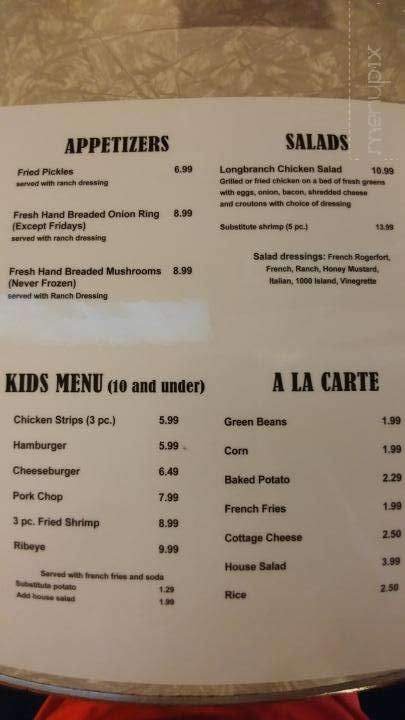 menupix
APPETIZERS
Fried Pickles 6.99
served with ranch dressing
Fresh Hand Breaded Onion Ring 8.99
(Except Fridays)
served with ranch dressing
Fresh Hand Breaded Mushrooms 8.99
(Never Frozen)
served with Ranch Dressing
SALADS
Longbranch Chicken Salad 10.99
Grilled or fried chicken on a bed of fresh greens
with eggs, onion, bacon, shredded cheese
and croutons with choice of dressing
Substitute shrimp (5 pc.) 13.99
Salad dressings: French Rogerfort,
French, Ranch, Honey Mustard,
Italian, 1000 Island, Vinegrette
KIDS MENU (10 and under)
Chicken Strips (3 pc.) 5.99
Hamburger 5.99
Cheeseburger 6.49
Pork Chop 7.99
3 pc. Fried Shrimp 8.99
Ribeye 9.99
Served with french fries and soda
Substitute potato 1.29
Add house salad 1.99
A LA CARTE
Green Beans 1.99
Corn 1.99
Baked Potato 2.29
French Fries 1.99
Cottage Cheese 2.50
House Salad 3.99
Rice 2.50